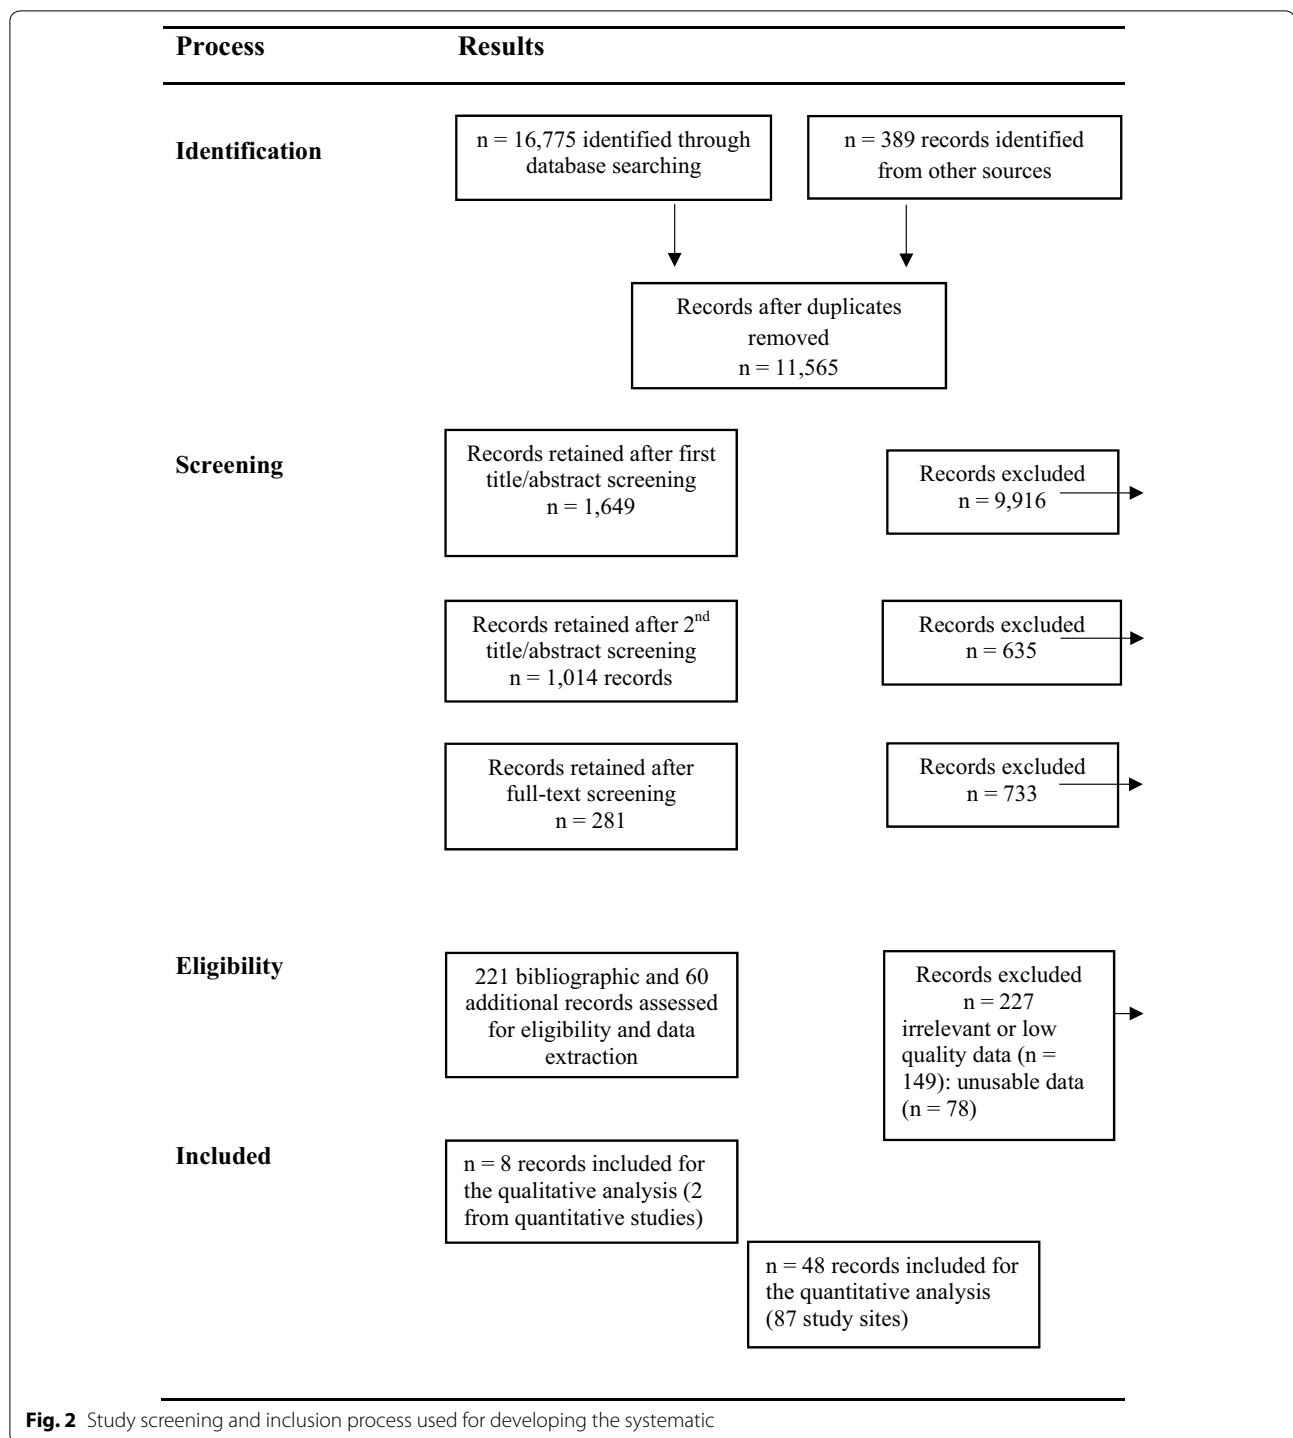 Process Results
Identification
n = 16,775 identified through
database searching
n = 389 records identified
from other sources
Records after duplicates
removed
n = 11,565
Screening
Records retained after first
title/abstract screening
n = 1,649
Records excluded
n = 9,916
Records retained after 2nd
title/abstract screening
n = 1,014 records
Records excluded
n = 635
Records retained after
full-text screening
n = 281
Records excluded
n = 733
Eligibility
221 bibliographic and 60
additional records assessed
for eligibility and data
extraction
Records excluded
n = 227
irrelevant or low
quality data (n =
149): unusable data
(n = 78)
Included
n = 8 records included for
the qualitative analysis (2
from quantitative studies)
n = 48 records included for
the quantitative analysis
(87 study sites)
Fig. 2 Study screening and inclusion process used for developing the systematic